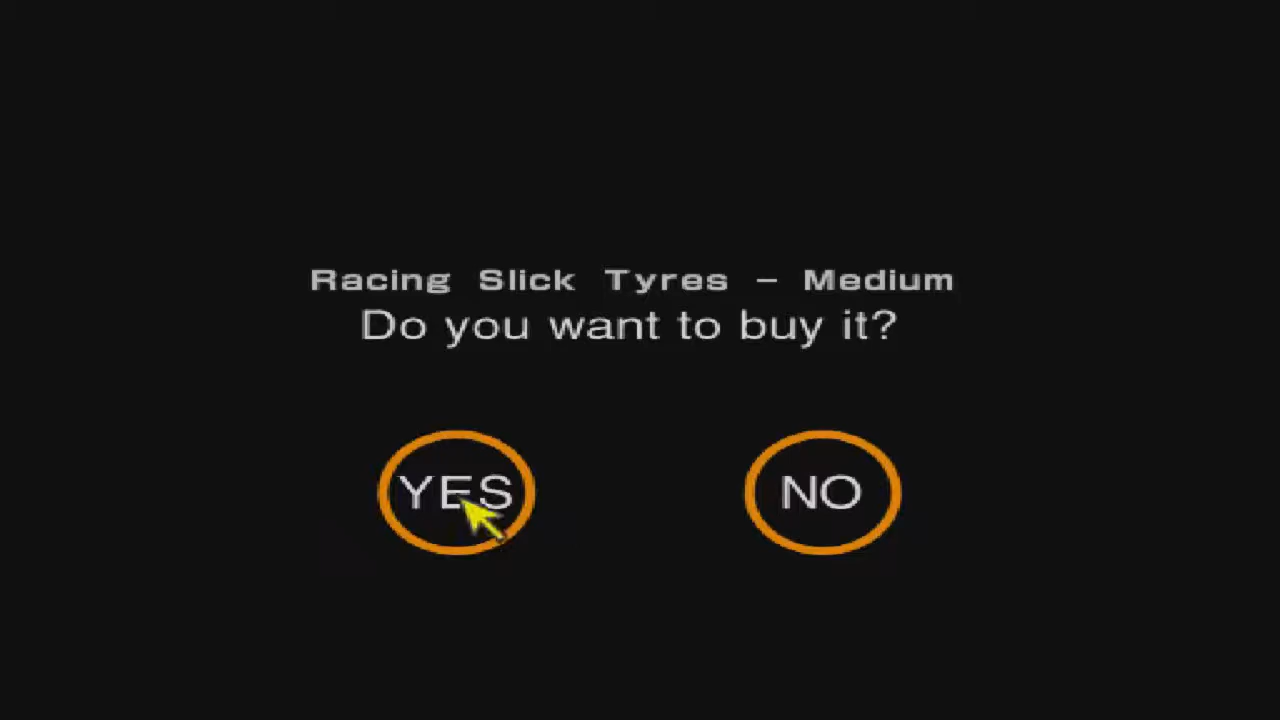 Racing Slick Tyres – Medium
Do you want to buy it?
YES NO